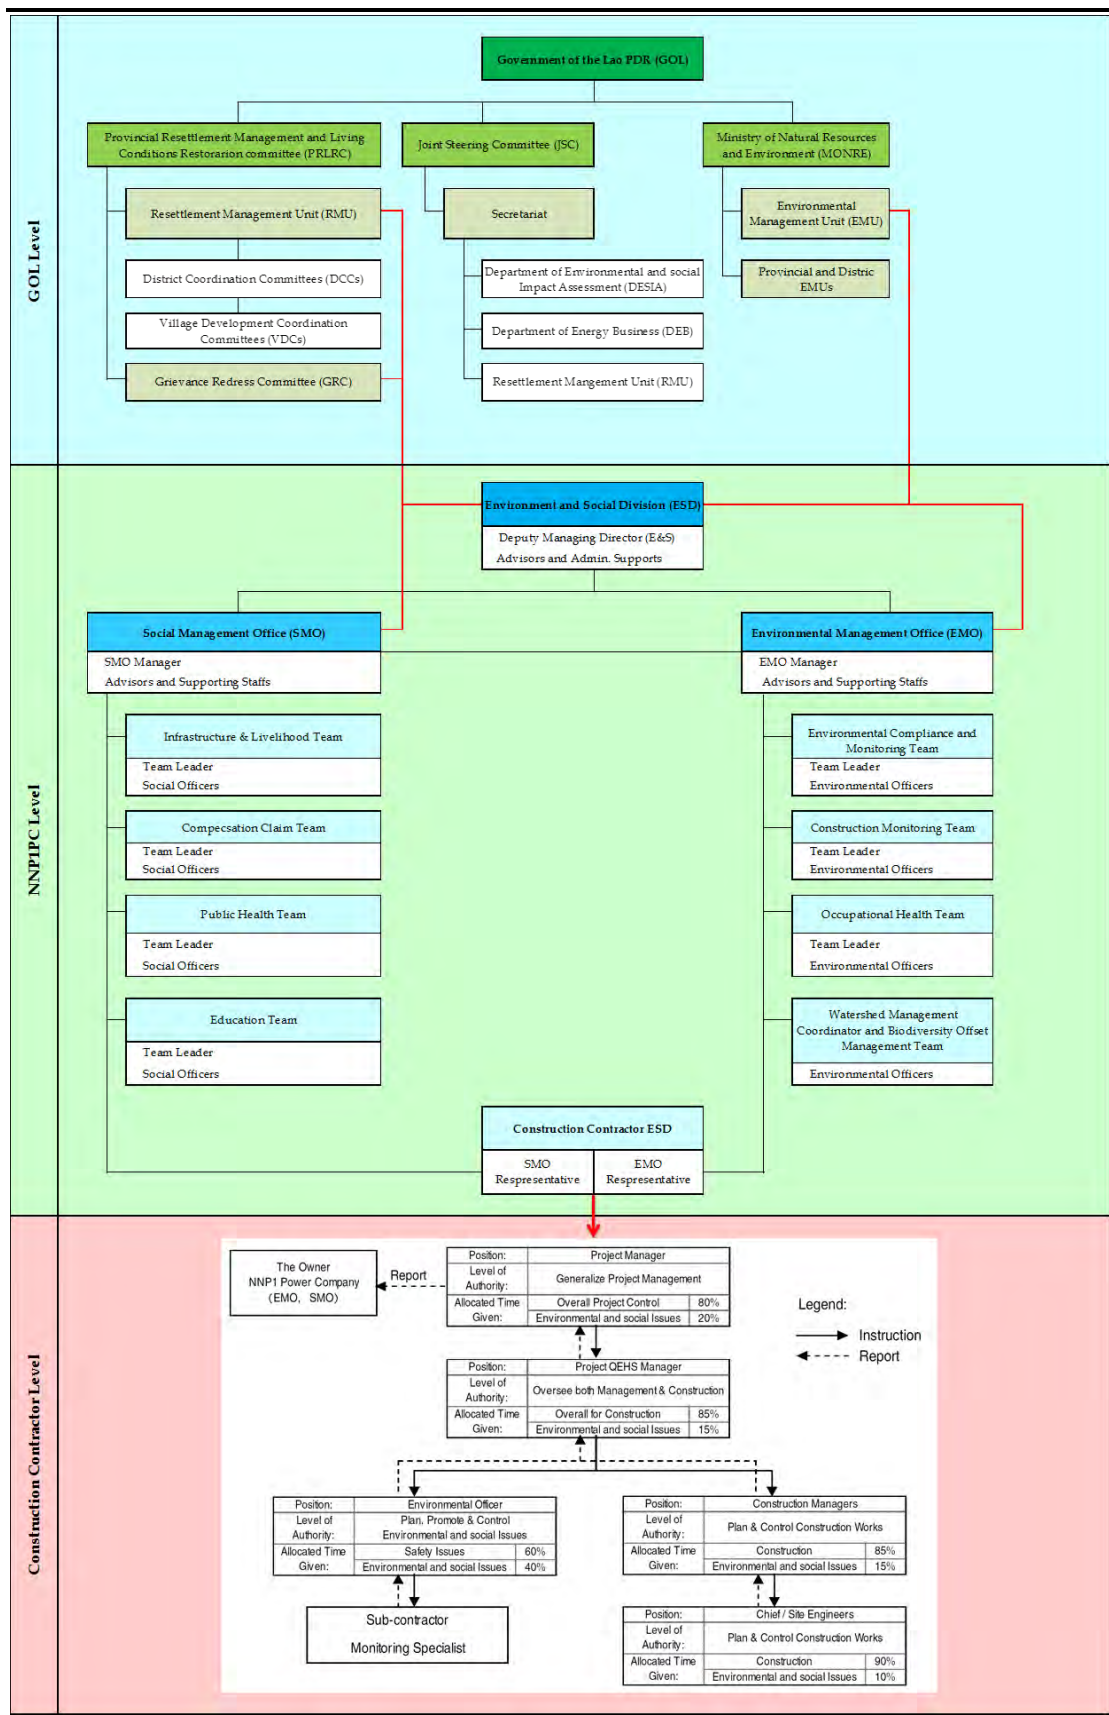 GOL Level
Government of the Lao PDR (GOL)
Provincial Resettlement Management and Living
Conditions Restorarion committee (PRLRC)
Joint Steering Committee (JSC)
Ministry of Natural Resources
and Environment (MONRE)
Resettlement Management Unit (RMU)
Secretariat
Environmental
Management Unit (EMU)
District Coordination Committees (DCCs)
Department of Environmental and social
Impact Assessment (DESIA)
Provincial and Distric
EMUs
Village Development Coordination
Committees (VDCs)
Department of Energy Business (DEB)
Grievance Redress Committee (GRC)
Resettlement Mangement Unit (RMU)
NNP1PC Level
Environment and Social Division (ESD)
Deputy Managing Director (E&S)
Advisors and Admin. Supports
Social Management Office (SMO)
SMO Manager
Advisors and Supporting Staffs
Environmental Management Office (EMO)
EMO Manager
Advisors and Supporting Staffs
Infrastructure & Livelihood Team
Team Leader
Social Officers
Environmental Compliance and
Monitoring Team
Team Leader
Environmental Officers
Compecsation Claim Team
Team Leader
Social Officers
Construction Monitoring Team
Team Leader
Environmental Officers
Public Health Team
Team Leader
Social Officers
Occupational Health Team
Team Leader
Environmental Officers
Education Team
Team Leader
Social Officers
Watershed Management
Coordinator and Biodiversity Offset
Management Team
Environmental Officers
Construction Contractor ESD
SMO
Respresentative
EMO
Respresentative
Construction Contractor Level
The Owner
NNP1 Power Company
(EMO, SMO)
Report
Position: Project Manager
Level of
Authority: Generalize Project Management
Allocated Time
Given:
Overall Project Control 80%
Environmental and social Issues 20%
Legend:
Instruction
Report
Position: Project QEHS Manager
Level of
Authority: Oversee both Management & Construction
Allocated Time
Given:
Overall for Construction 85%
Environmental and social Issues 15%
Position: Environmental Officer
Level of
Authority:
Plan, Promote & Control
Environmental and social Issues
Allocated Time
Given:
Safety Issues 60%
Environmental and social Issues 40%
Position: Construction Managers
Level of
Authority: Plan & Control Construction Works
Allocated Time
Given:
Construction 85%
Environmental and social Issues 15%
Sub-contractor
Monitoring Specialist
Position: Chief / Site Engineers
Level of
Authority: Plan & Control Construction Works
Allocated Time
Given:
Construction 90%
Environmental and social Issues 10%